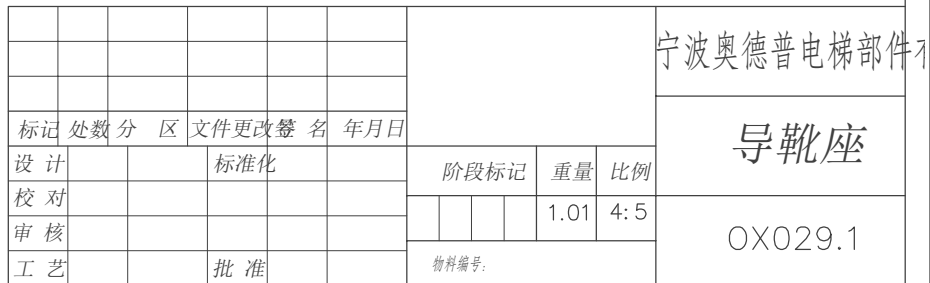 宁波奥德普电梯部件
标记 处数 分 区 文件更改号 签 名 年月日
导靴座
设 计 标准化
阶段标记 重量 比例
校 对
1.01 4:5
审 核
OX029.1
工 艺 批 准
物料编号: